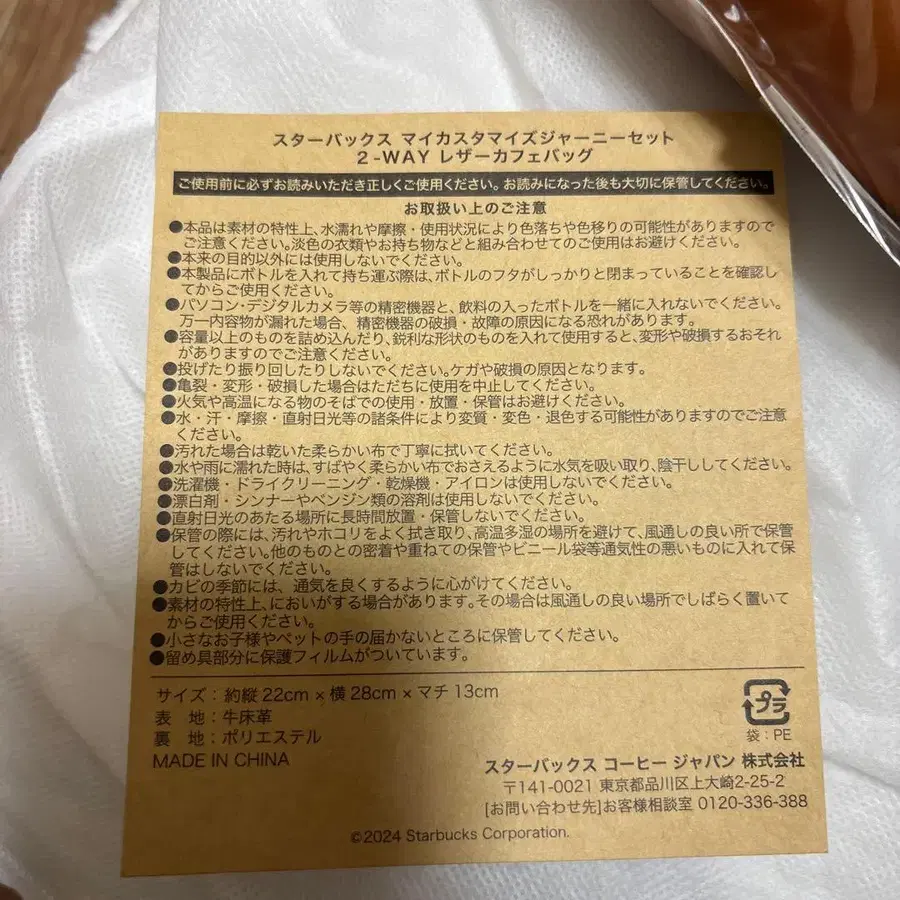 スターバックス マイカスタマイズジャーニーセット
2-WAY レザーカフェバッグ
ご使用前に必ずお読みいただき正しくご使用ください。お読みになった後も大切に保管してください。
お取扱い上のご注意
●本品は素材の特性上、水濡れや摩擦・使用状況により色落ちや色移りの可能性がありますので
ご注意ください。淡色の衣類やお持ち物などと組み合わせてのご使用はお避けください。
●本来の目的以外には使用しないでください。
●本製品にボトルを入れて持ち運ぶ際は、ボトルのフタがしっかりと閉まっていることを確認し
てからご使用ください。
●パソコン・デジタルカメラ等の精密機器と、飲料の入ったボトルを一緒に入れないでください。
万一内容物が漏れた場合、精密機器の破損・故障の原因になる恐れがあります。
●容量以上のものを詰め込んだり、鋭利な形状のものを入れて使用すると、変形や破損するおそれ
がありますのでご注意ください。
●投げたり振り回したりしないでください。ケガや破損の原因となります。
●亀裂・変形・破損した場合はただちに使用を中止してください。
●火気や高温になる物のそばでの使用・放置・保管はお避けください。
●水・汗・摩擦・直射日光等の諸条件により変質・変色・退色する可能性がありますのでご注意
ください。
●汚れた場合は乾いた柔らかい布で丁寧に拭いてください。
●水や雨に濡れた時は、すばやく柔らかい布でおさえるように水気を吸い取り、陰干ししてください。
●洗濯機・ドライクリーニング・乾燥機・アイロンは使用しないでください。
●漂白剤・シンナーやベンジン類の溶剤は使用しないでください。
●直射日光のあたる場所に長時間放置・保管しないでください。
●保管の際には、汚れやホコリをよく拭き取り、高温多湿の場所を避けて、風通しの良い所で保管
してください。他のものとの密着や重ねての保管やビニール袋等通気性の悪いものに入れて保
管はしないでください。
●カビの季節には、通気を良くするように心がけてください。
●素材の特性上、においがする場合があります。その場合は風通しの良い場所でしばらく置いて
からご使用ください。
●小さなお子様やペットの手の届かないところに保管してください。
●留め具部分に保護フィルムがついています。
サイズ：約縦 22cm × 横 28cm × マチ 13cm
表 地：牛床革
裏 地：ポリエステル
MADE IN CHINA
プラ
袋：PE
スターバックス コーヒー ジャパン 株式会社
〒141-0021 東京都品川区上大崎2-25-2
[お問い合わせ先]お客様相談室 0120-336-388
©2024 Starbucks Corporation.